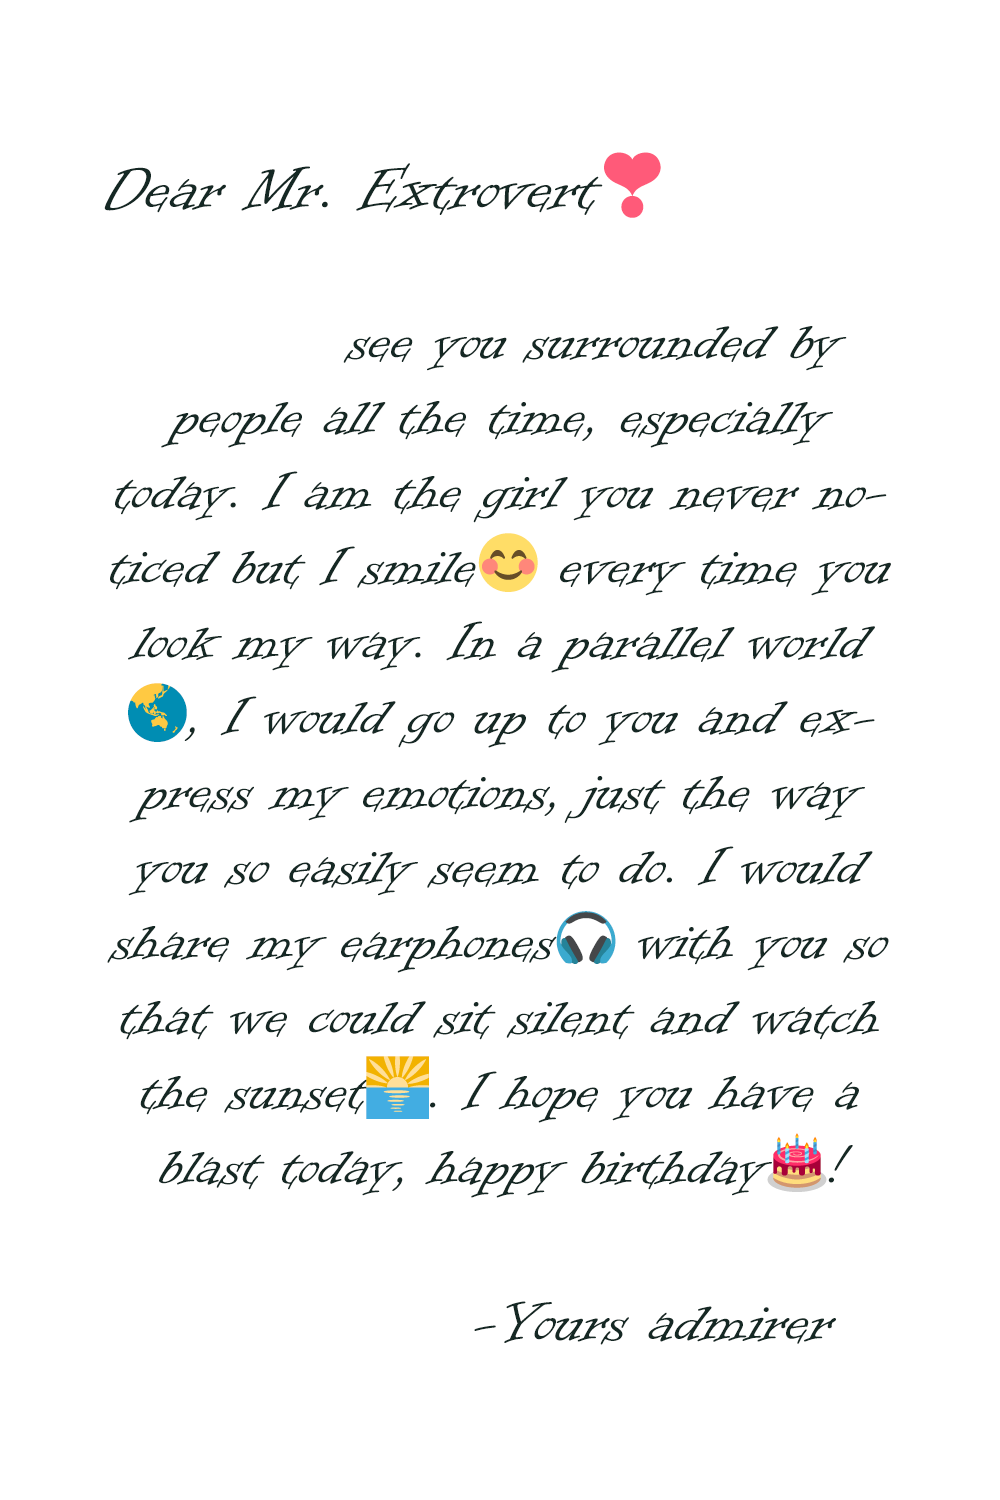 Dear Mr. Extrovert❣
see you surrounded by
people all the time, especially
today. I am the girl you never no-
ticed but I smile😊 every time you
look my way. In a parallel world
🌏, I would go up to you and ex-
press my emotions, just the way
you so easily seem to do. I would
share my earphones🎧 with you so
that we could sit silent and watch
the sunset🌅. I hope you have a
blast today, happy birthday🎂!
-Yours admirer